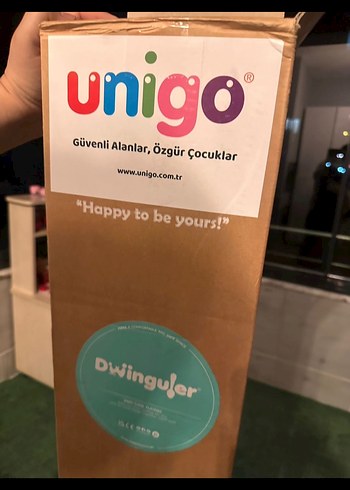 unigo®
Güvenli Alanlar, Özgür Çocuklar
www.unigo.com.tr
“Happy to be yours!”
Dwinguler